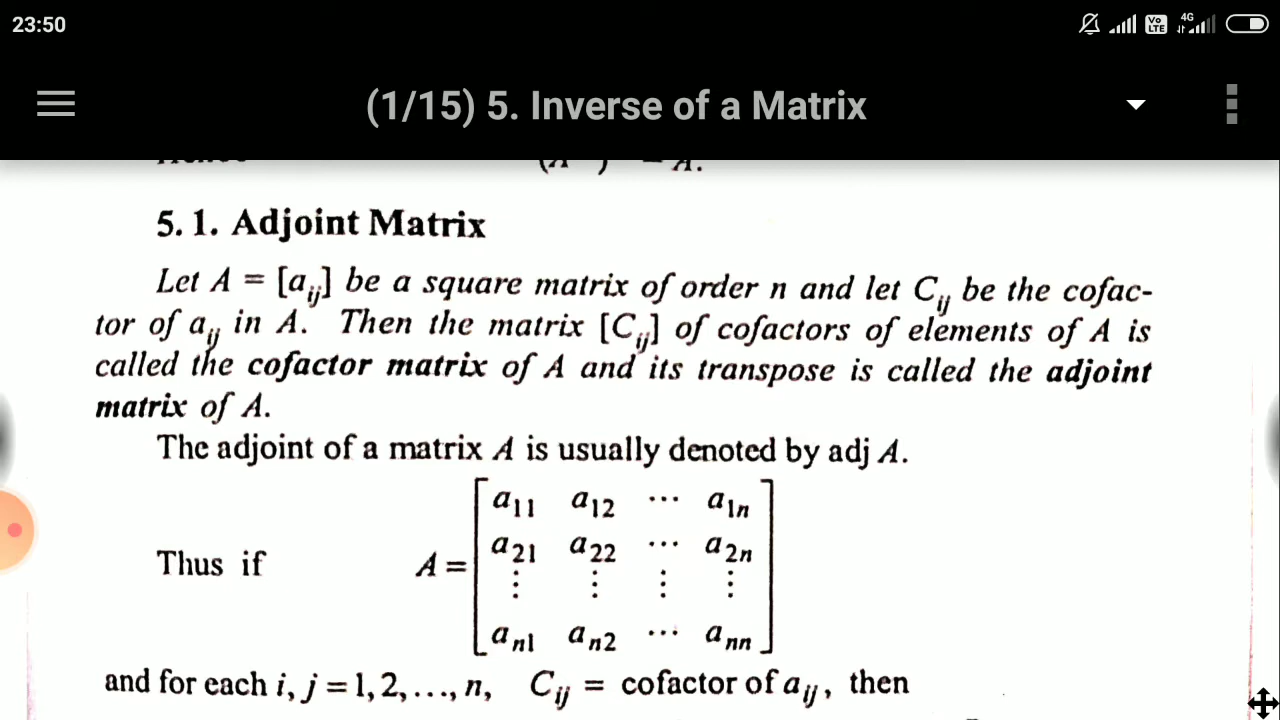 23:50
Vo LTE 4G
(1/15) 5. Inverse of a Matrix
5.1. Adjoint Matrix
Let A = [aij] be a square matrix of order n and let Cij be the cofac-
tor of aij in A. Then the matrix [Cij] of cofactors of elements of A is
called the cofactor matrix of A and its transpose is called the adjoint
matrix of A.
The adjoint of a matrix A is usually denoted by adj A.
a11 a12 ... a1n
a21 a22 ... a2n
Thus if A =
⋮ ⋮ ⋮ ⋮
an1 an2 ... ann
and for each i, j = 1, 2, ..., n, Cij = cofactor of aij, then